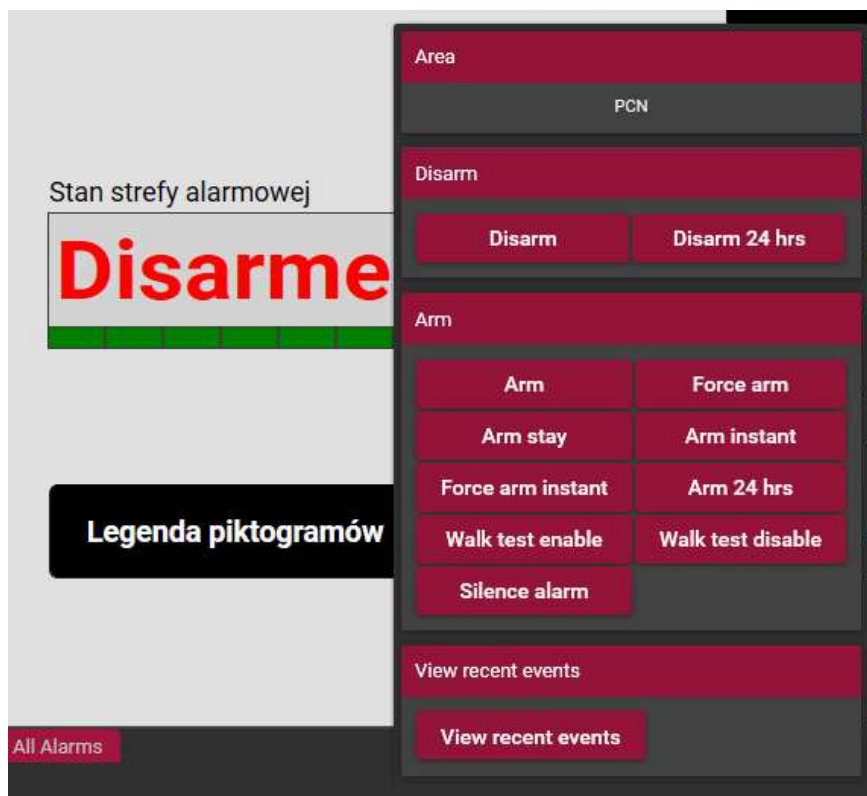 Stan strefy alarmowej
Disarme
Legenda piktogramów
All Alarms
Area
PCN
Disarm
Disarm Disarm 24 hrs
Arm
Arm Force arm
Arm stay Arm instant
Force arm instant Arm 24 hrs
Walk test enable Walk test disable
Silence alarm
View recent events
View recent events